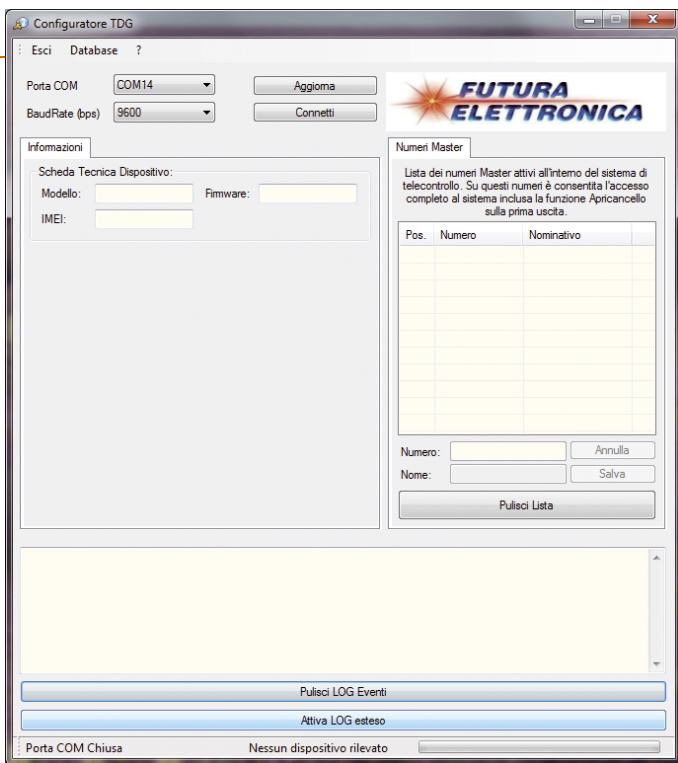 Configuratore TDG
Esci Database ?
Porta COM COM14 Aggiorna
BaudRate (bps) 9600 Connetti
FUTURA
ELETTRONICA
Informazioni
Scheda Tecnica Dispositivo:
Modello: Firmware:
IMEI:
Numeri Master
Lista dei numeri Master attivi all'interno del sistema di
telecontrollo. Su questi numeri è consentita l'accesso
completo al sistema inclusa la funzione Apricancello
sulla prima uscita.
Pos. Numero Nominativo
Numero: Annulla
Nome: Salva
Pulisci Lista
Pulisci LOG Eventi
Attiva LOG esteso
Porta COM Chiusa Nessun dispositivo rilevato